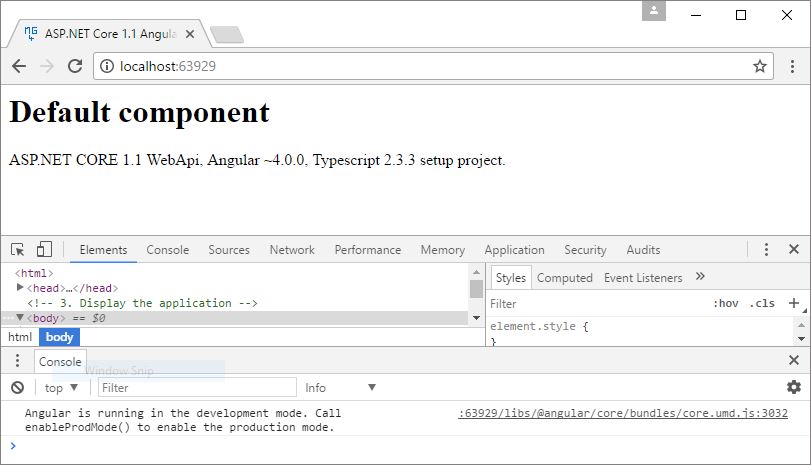 ASP.NET Core 1.1 Angula
localhost:63929
Default component
ASP.NET CORE 1.1 WebApi, Angular ~4.0.0, Typescript 2.3.3 setup project.
Elements Console Sources Network Performance Memory Application Security Audits
<html>
<head>…</head>
<!-- 3. Display the application -->
<body> == $0
html body
Styles Computed Event Listeners »
Filter :hov .cls +
element.style {
}
Console
Window Snip
top Filter Info
Angular is running in the development mode. Call :63929/libs/@angular/core/bundles/core.umd.js:3032
enableProdMode() to enable the production mode.